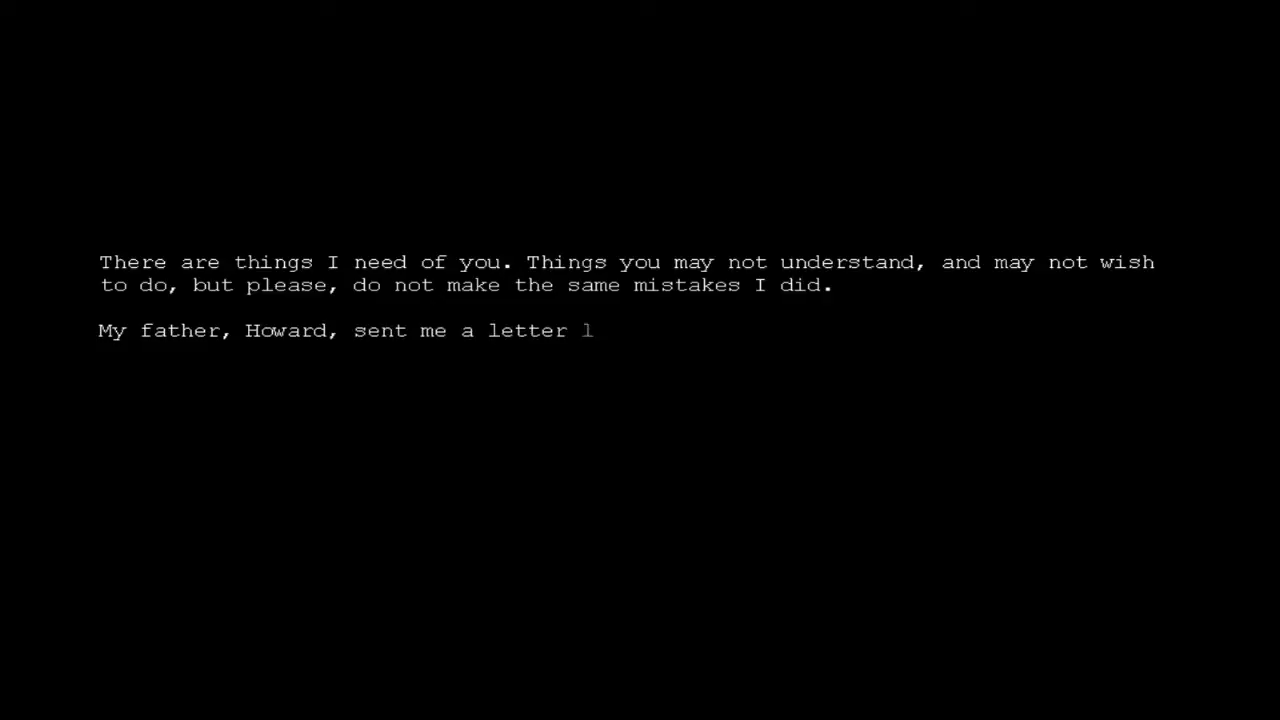 There are things I need of you. Things you may not understand, and may not wish
to do, but please, do not make the same mistakes I did.
My father, Howard, sent me a letter l